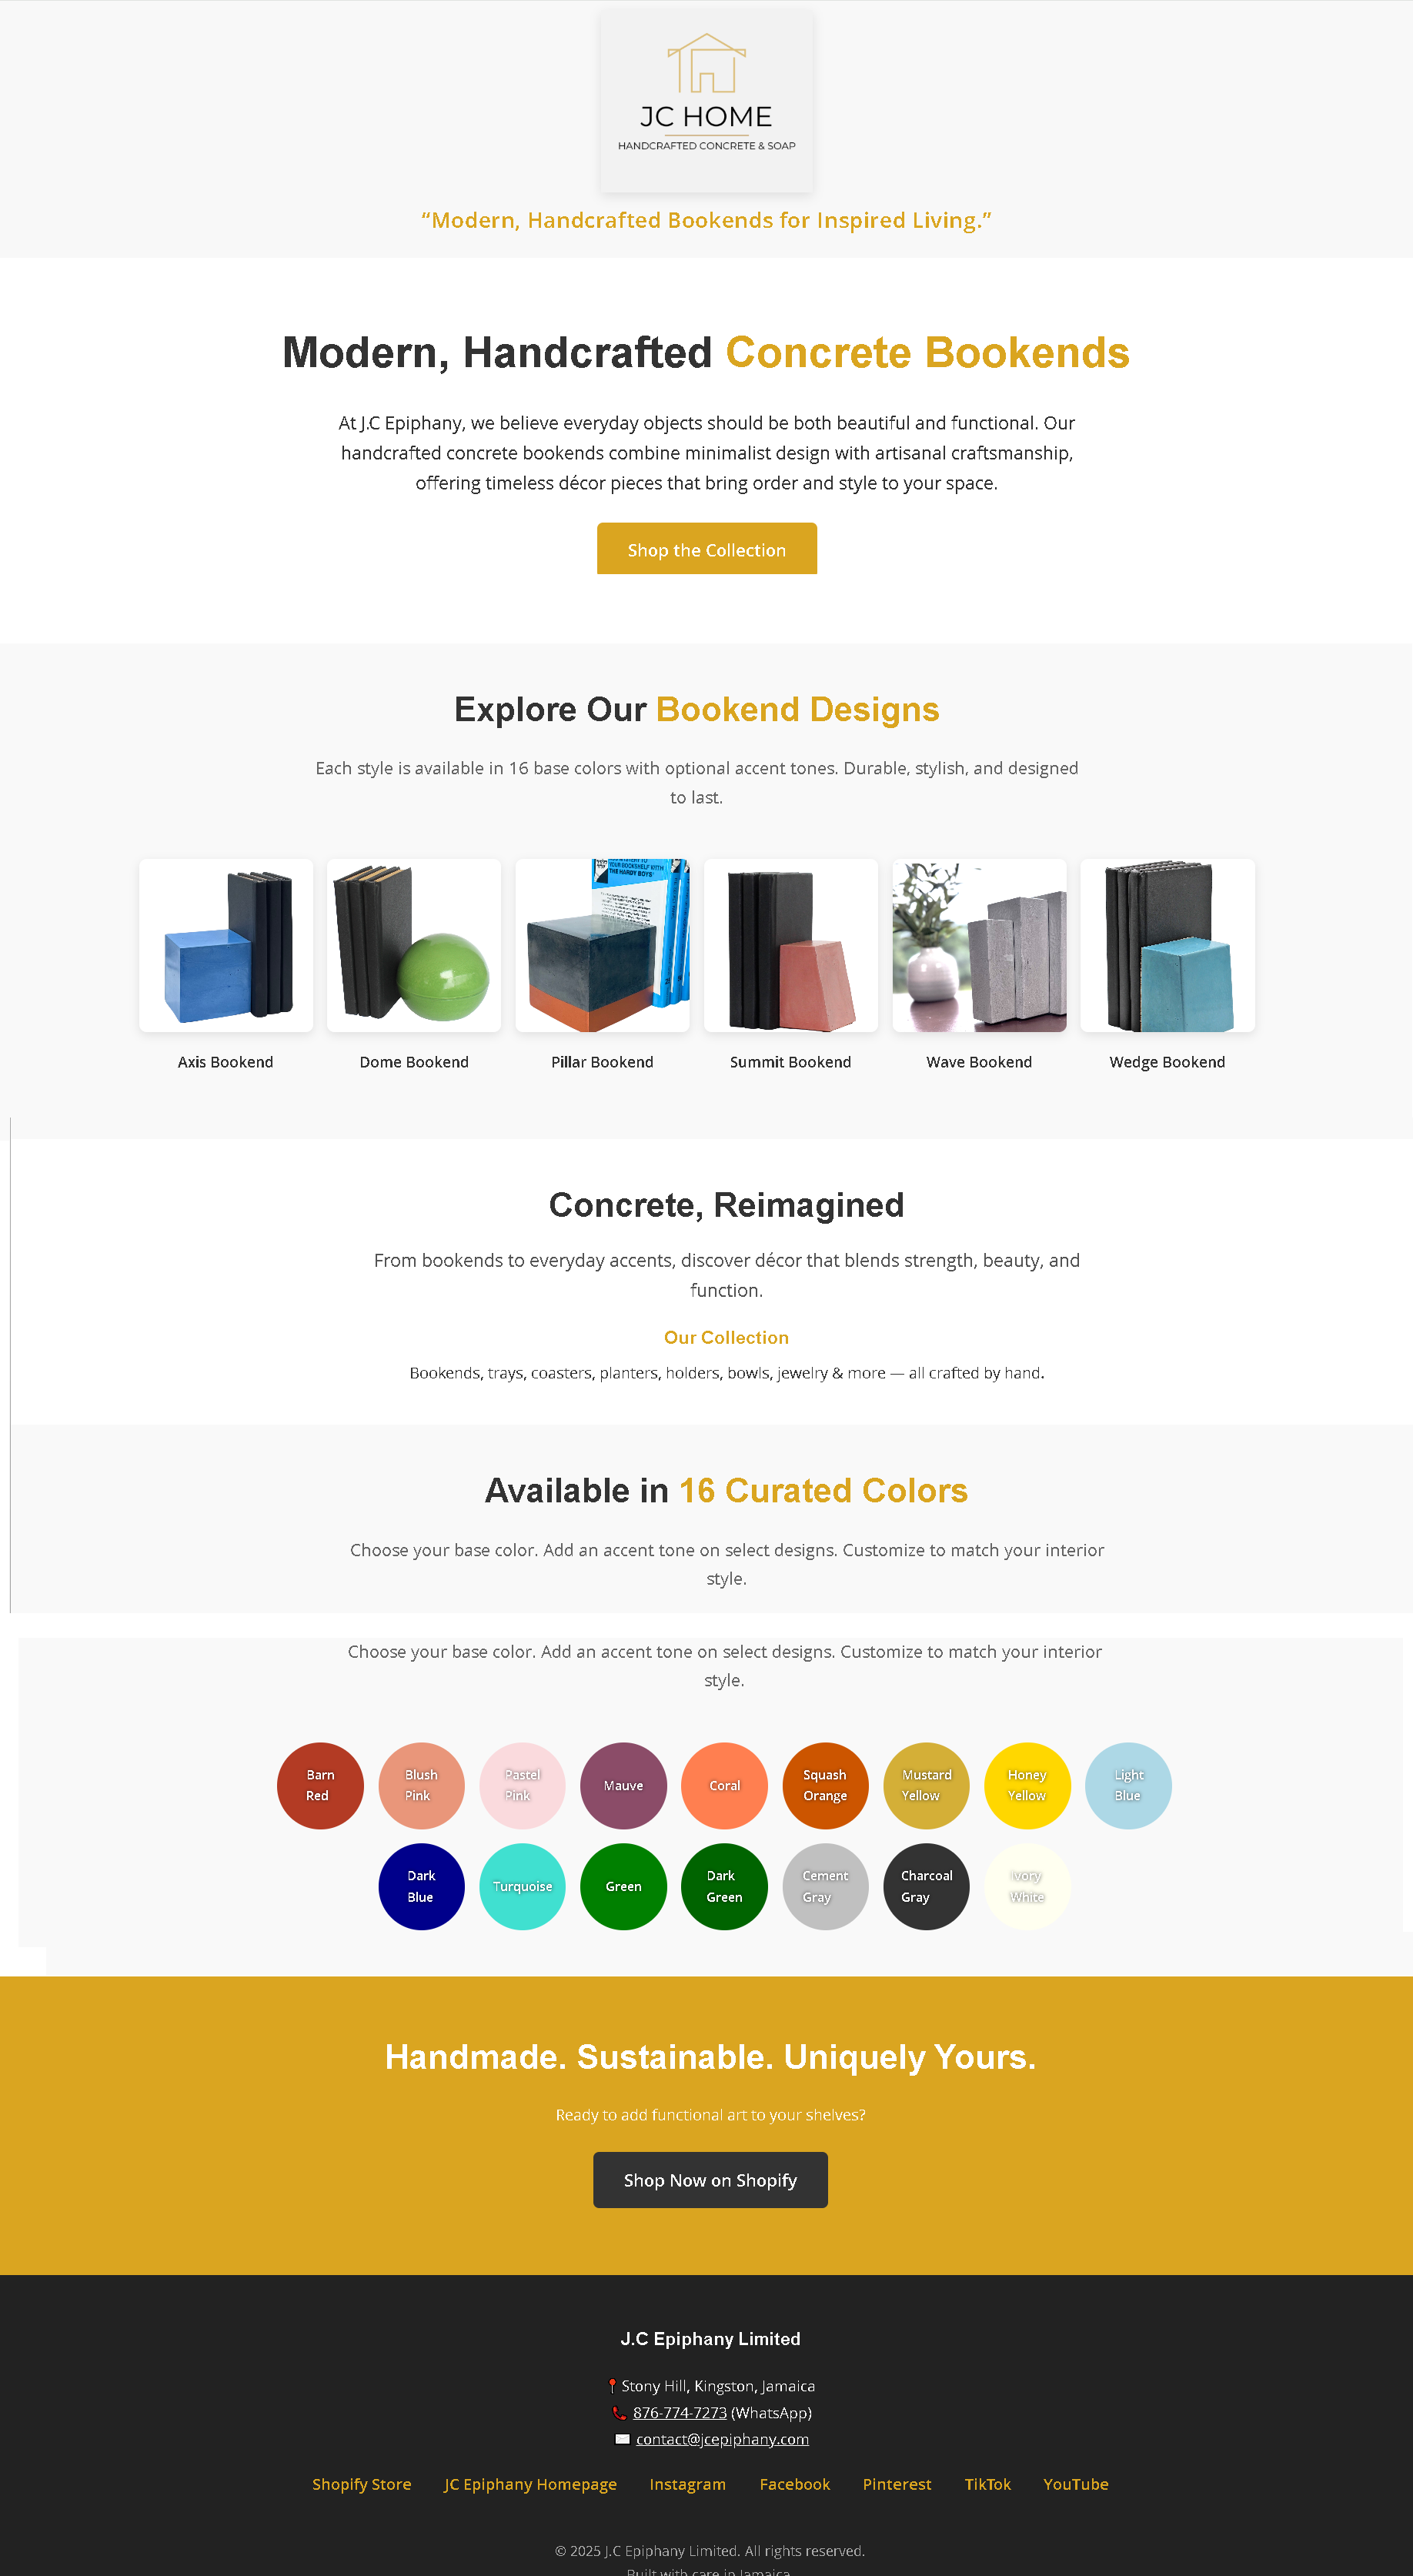 JC HOME
HANDCRAFTED CONCRETE & SOAP
“Modern, Handcrafted Bookends for Inspired Living.”
Modern, Handcrafted Concrete Bookends
At J.C Epiphany, we believe everyday objects should be both beautiful and functional. Our
handcrafted concrete bookends combine minimalist design with artisanal craftsmanship,
offering timeless décor pieces that bring order and style to your space.
Shop the Collection
Explore Our Bookend Designs
Each style is available in 16 base colors with optional accent tones. Durable, stylish, and designed
to last.
YOUR BOOKSHELF WITH
THE HARDY BOYS
Axis Bookend
Dome Bookend
Pillar Bookend
Summit Bookend
Wave Bookend
Wedge Bookend
Concrete, Reimagined
From bookends to everyday accents, discover décor that blends strength, beauty, and
function.
Our Collection
Bookends, trays, coasters, planters, holders, bowls, jewelry & more — all crafted by hand.
Available in 16 Curated Colors
Choose your base color. Add an accent tone on select designs. Customize to match your interior
style.
Choose your base color. Add an accent tone on select designs. Customize to match your interior
style.
Barn
Red
Blush
Pink
Pastel
Pink
Mauve
Coral
Squash
Orange
Mustard
Yellow
Honey
Yellow
Light
Blue
Dark
Blue
Turquoise
Green
Dark
Green
Cement
Gray
Charcoal
Gray
Ivory
White
Handmade. Sustainable. Uniquely Yours.
Ready to add functional art to your shelves?
Shop Now on Shopify
J.C Epiphany Limited
📍 Stony Hill, Kingston, Jamaica
📞 876-774-7273 (WhatsApp)
✉️ contact@jcepiphany.com
Shopify Store JC Epiphany Homepage Instagram Facebook Pinterest TikTok YouTube
© 2025 J.C Epiphany Limited. All rights reserved.
Built with care in Jamaica.